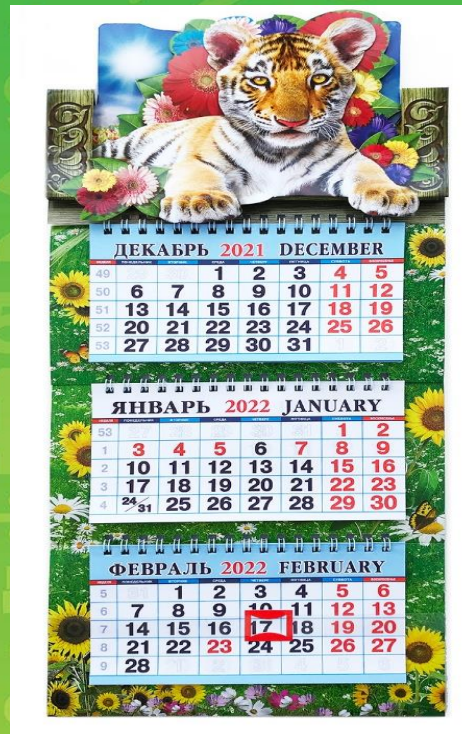 ДЕКАБРЬ 2021 DECEMBER
49 1 2 3 4 5
50 6 7 8 9 10 11 12
51 13 14 15 16 17 18 19
52 20 21 22 23 24 25 26
53 27 28 29 30 31 1 2
ЯНВАРЬ 2022 JANUARY
53 1 2
1 3 4 5 6 7 8 9
2 10 11 12 13 14 15 16
3 17 18 19 20 21 22 23
4 24/31 25 26 27 28 29 30
ФЕВРАЛЬ 2022 FEBRUARY
5 31 1 2 3 4 5 6
6 7 8 9 10 11 12 13
7 14 15 16 17 18 19 20
8 21 22 23 24 25 26 27
9 28